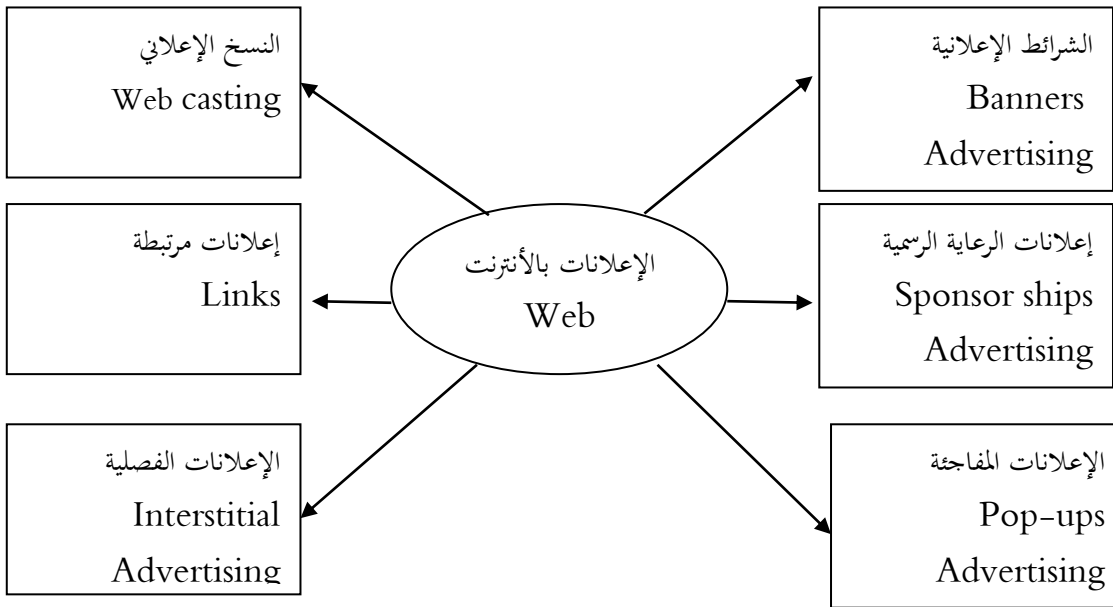 الشرائط الإعلانية
Banners
Advertising
النسخ الإعلاني
Web casting
إعلانات الرعاية الرسمية
Sponsor ships
Advertising
الإعلانات بالأنترنت
Web
إعلانات مرتبطة
Links
الإعلانات المفاجئة
Pop-ups
Advertising
الإعلانات الفصلية
Interstitial
Advertising